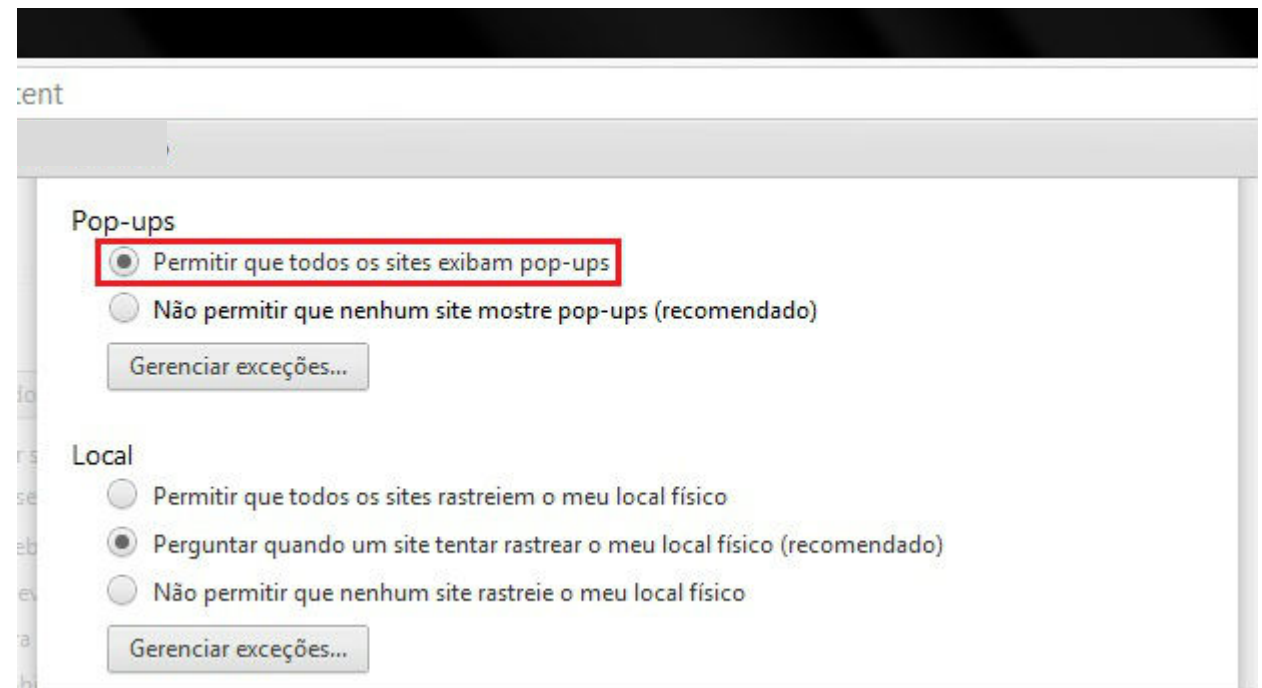 Pop-ups
Permitir que todos os sites exibam pop-ups
Não permitir que nenhum site mostre pop-ups (recomendado)
Gerenciar exceções...
Local
Permitir que todos os sites rastreiem o meu local físico
Perguntar quando um site tentar rastrear o meu local físico (recomendado)
Não permitir que nenhum site rastreie o meu local físico
Gerenciar exceções...